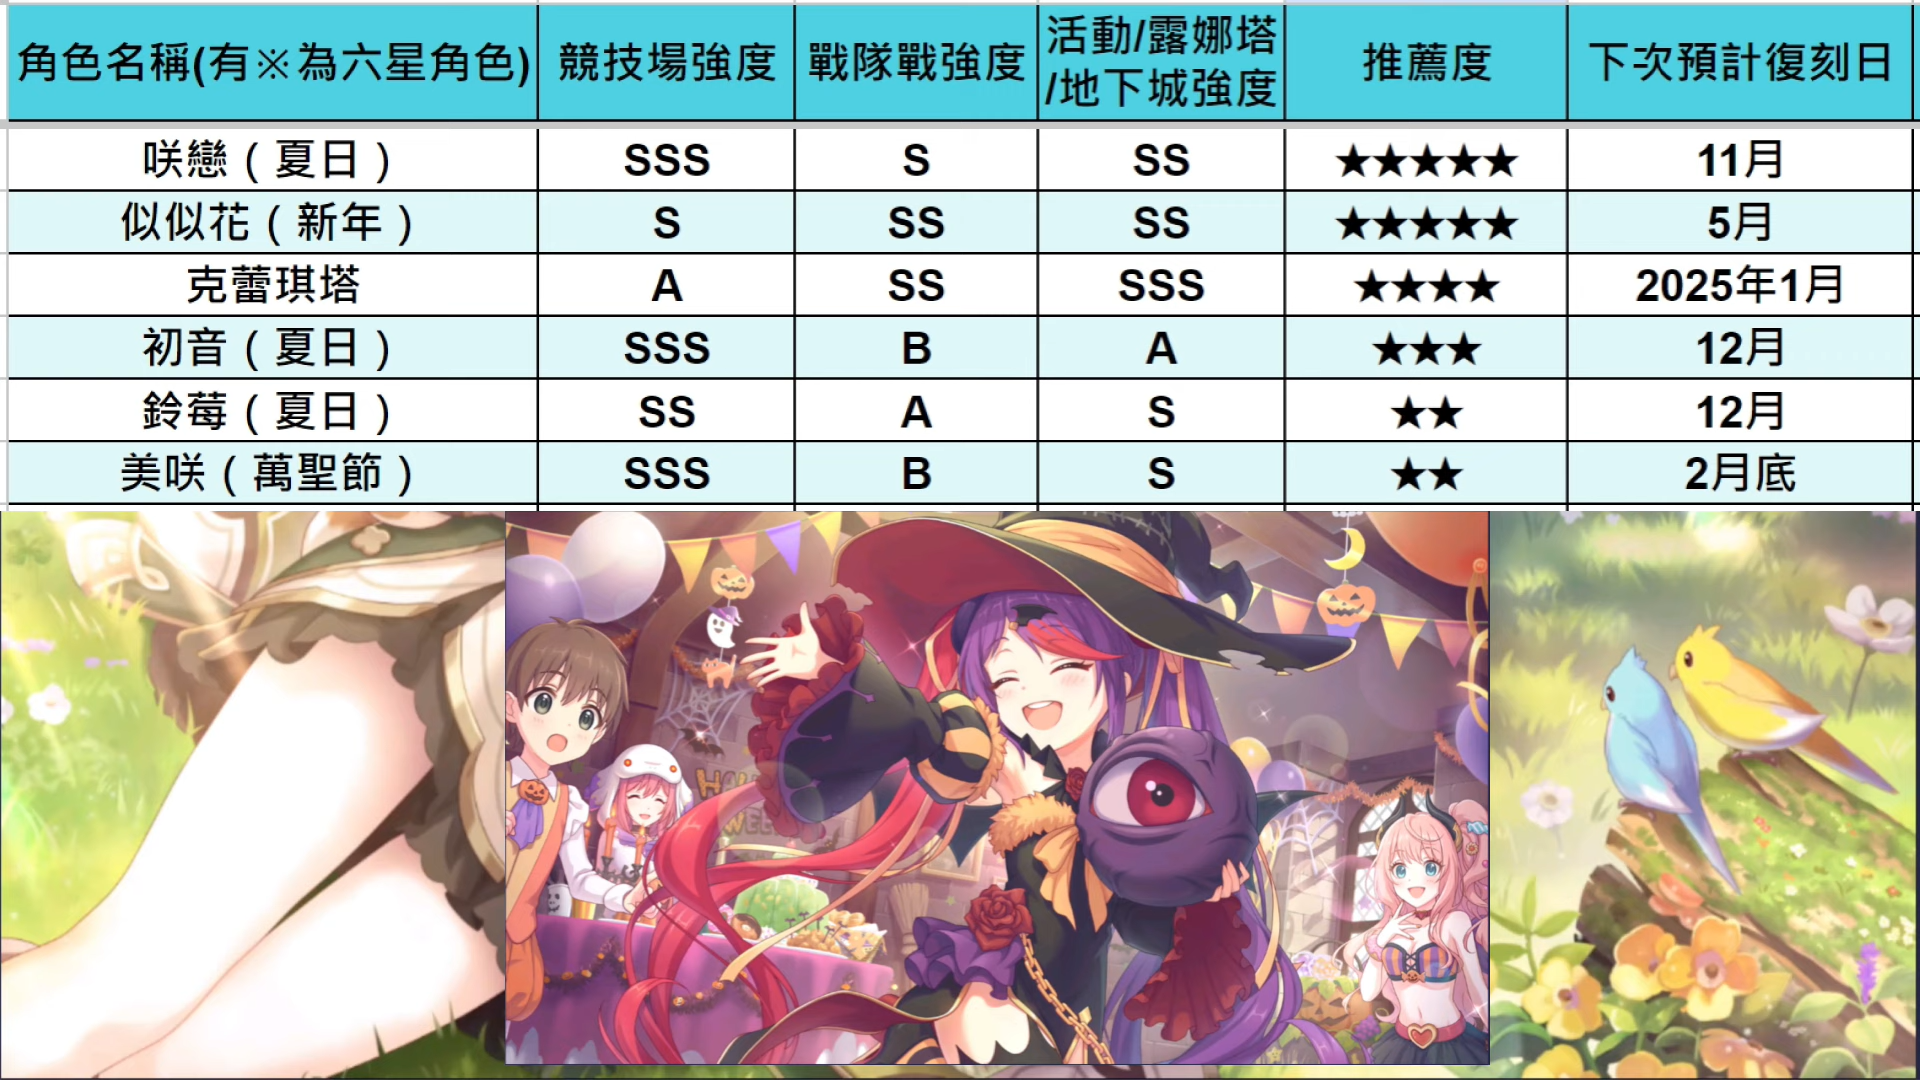 角色名稱(有※為六星角色) 競技場強度 戰隊戰強度 活動/露娜塔/地下城強度 推薦度 下次預計復刻日
咲戀（夏日） SSS S SS ★★★★★ 11月
似似花（新年） S SS SS ★★★★★ 5月
克蕾琪塔 A SS SSS ★★★★ 2025年1月
初音（夏日） SSS B A ★★★ 12月
鈴莓（夏日） SS A S ★★ 12月
美咲（萬聖節） SSS B S ★★ 2月底